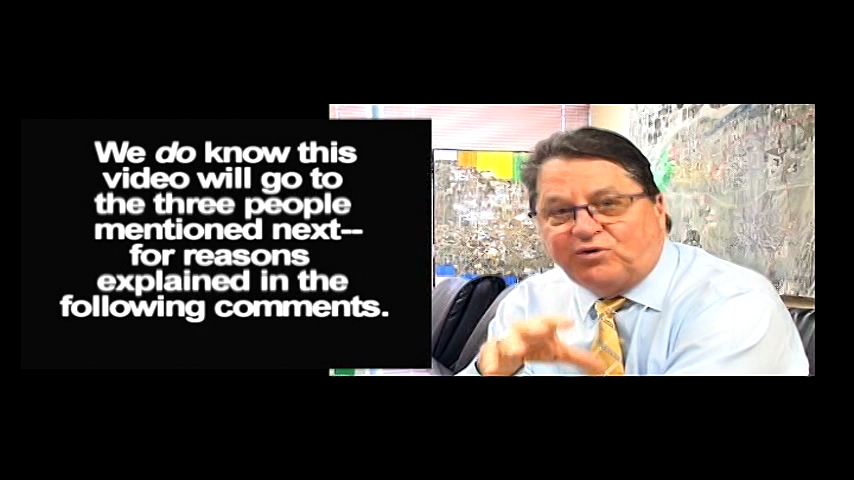 We do know this
video will go to
the three people
mentioned next--
for reasons
explained in the
following comments.